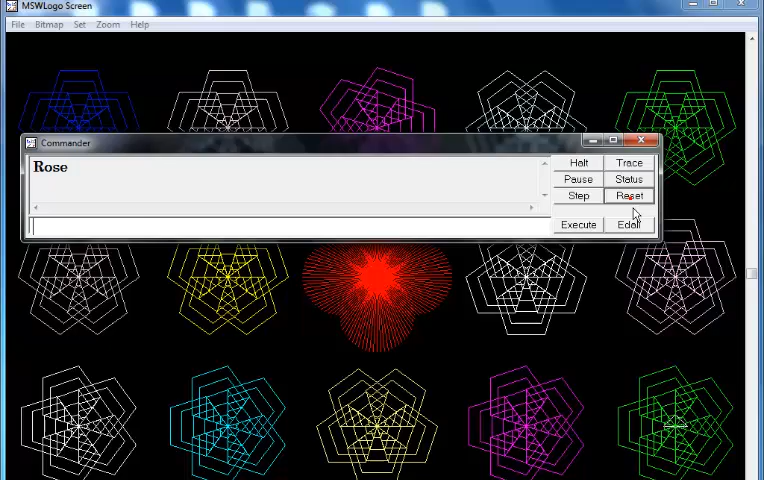 MSWLogo Screen
File Bitmap Set Zoom Help
Commander
Rose
Halt Trace
Pause Status
Step Reset
Execute Edall